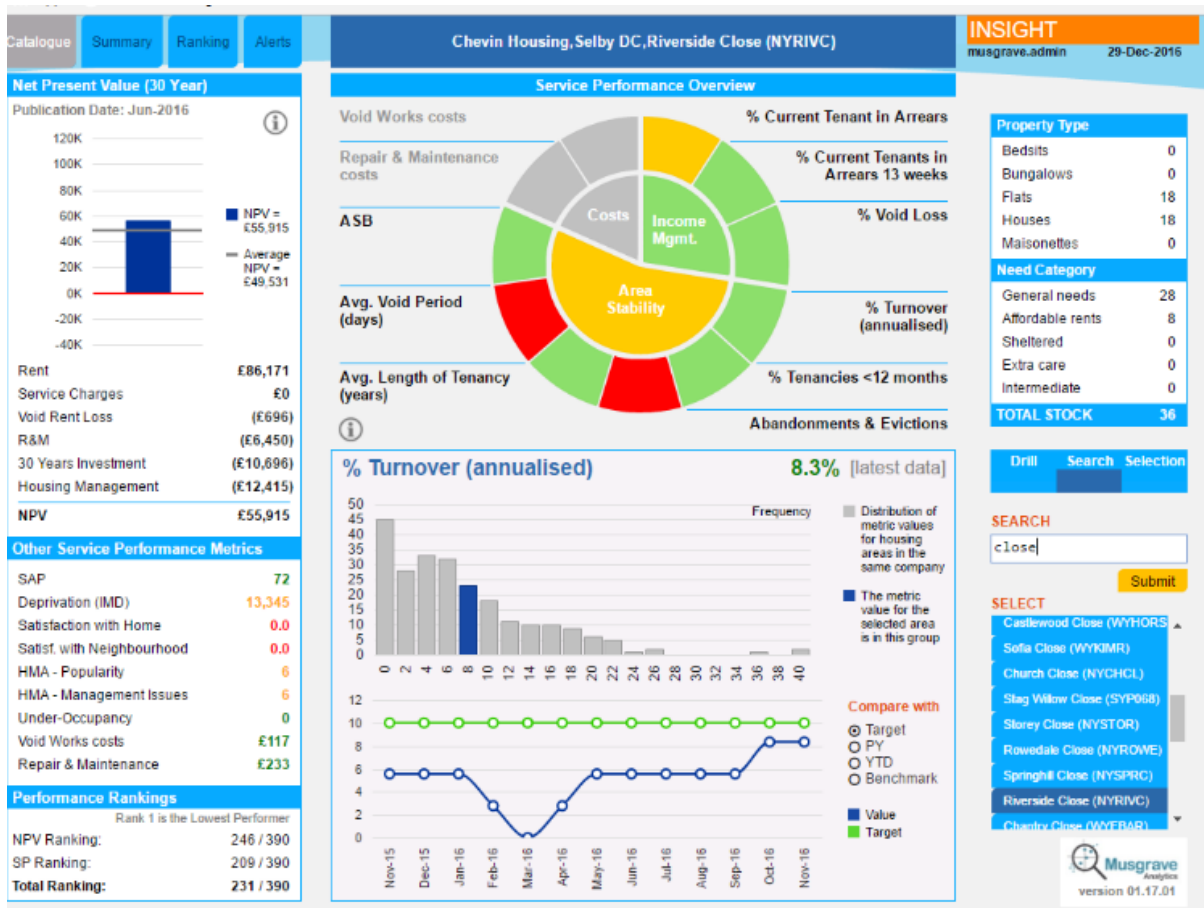 Catalogue
Summary
Ranking
Alerts
Chevin Housing,Selby DC,Riverside Close (NYRIVC)
INSIGHT
musgrave.admin 29-Dec-2016
Net Present Value (30 Year)
Publication Date: Jun-2016
120K
100K
80K
60K
40K
20K
0K
-20K
-40K
NPV =
£55,915
Average
NPV =
£49,531
Rent £86,171
Service Charges £0
Void Rent Loss (£696)
R&M (£6,450)
30 Years Investment (£10,696)
Housing Management (£12,415)
NPV £55,915
Other Service Performance Metrics
SAP 72
Deprivation (IMD) 13,345
Satisfaction with Home 0.0
Satisf. with Neighbourhood 0.0
HMA - Popularity 6
HMA - Management Issues 6
Under-Occupancy 0
Void Works costs £117
Repair & Maintenance £233
Performance Rankings
Rank 1 is the Lowest Performer
NPV Ranking: 246 / 390
SP Ranking: 209 / 390
Total Ranking: 231 / 390
Service Performance Overview
Void Works costs
Repair & Maintenance
costs
ASB
Avg. Void Period
(days)
Avg. Length of Tenancy
(years)
Costs
Income
Mgmt.
Area
Stability
% Current Tenant in Arrears
% Current Tenants in
Arrears 13 weeks
% Void Loss
% Turnover
(annualised)
% Tenancies <12 months
Abandonments & Evictions
% Turnover (annualised) 8.3% [latest data]
50
45
40
35
30
25
20
15
10
5
0
Frequency
0 2 4 6 8 10 12 14 16 18 20 22 24 26 28 30 32 34 36 38 40
Distribution of
metric values
for housing
areas in the
same company
The metric
value for the
selected area
is in this group
12
10
8
6
4
2
0
Nov-15 Dec-15 Jan-16 Feb-16 Mar-16 Apr-16 May-16 Jun-16 Jul-16 Aug-16 Sep-16 Oct-16 Nov-16
Compare with
Target
PY
YTD
Benchmark
Value
Target
Property Type
Bedsits 0
Bungalows 0
Flats 18
Houses 18
Maisonettes 0
Need Category
General needs 28
Affordable rents 8
Sheltered 0
Extra care 0
Intermediate 0
TOTAL STOCK 36
Drill Search Selection
SEARCH
close
Submit
SELECT
Castlewood Close (WYHORS
Sofia Close (WYKIMR)
Church Close (NYCHCL)
Stag Willow Close (SYP068)
Storey Close (NYSTOR)
Rowedale Close (NYROWE)
Springhill Close (NYSPRC)
Riverside Close (NYRIVC)
Chantry Close (WYEBAR)
Musgrave
Analytics
version 01.17.01